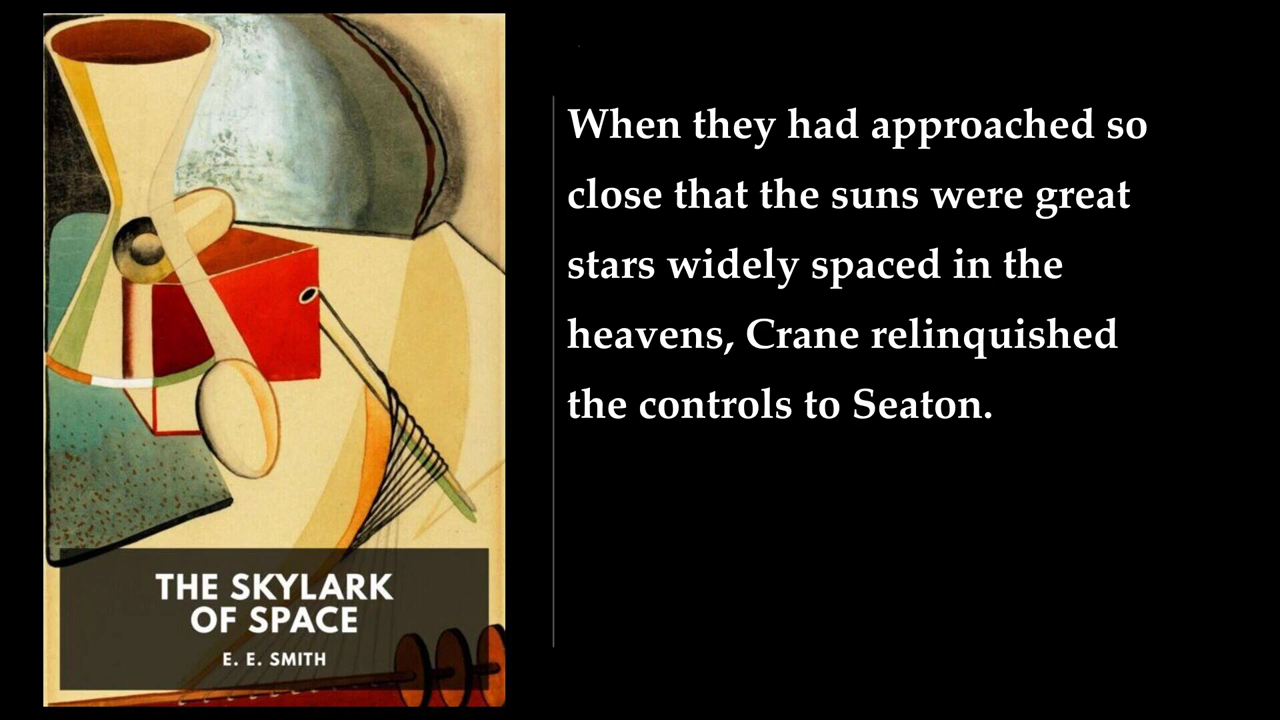 THE SKYLARK
OF SPACE
E. E. SMITH
When they had approached so
close that the suns were great
stars widely spaced in the
heavens, Crane relinquished
the controls to Seaton.